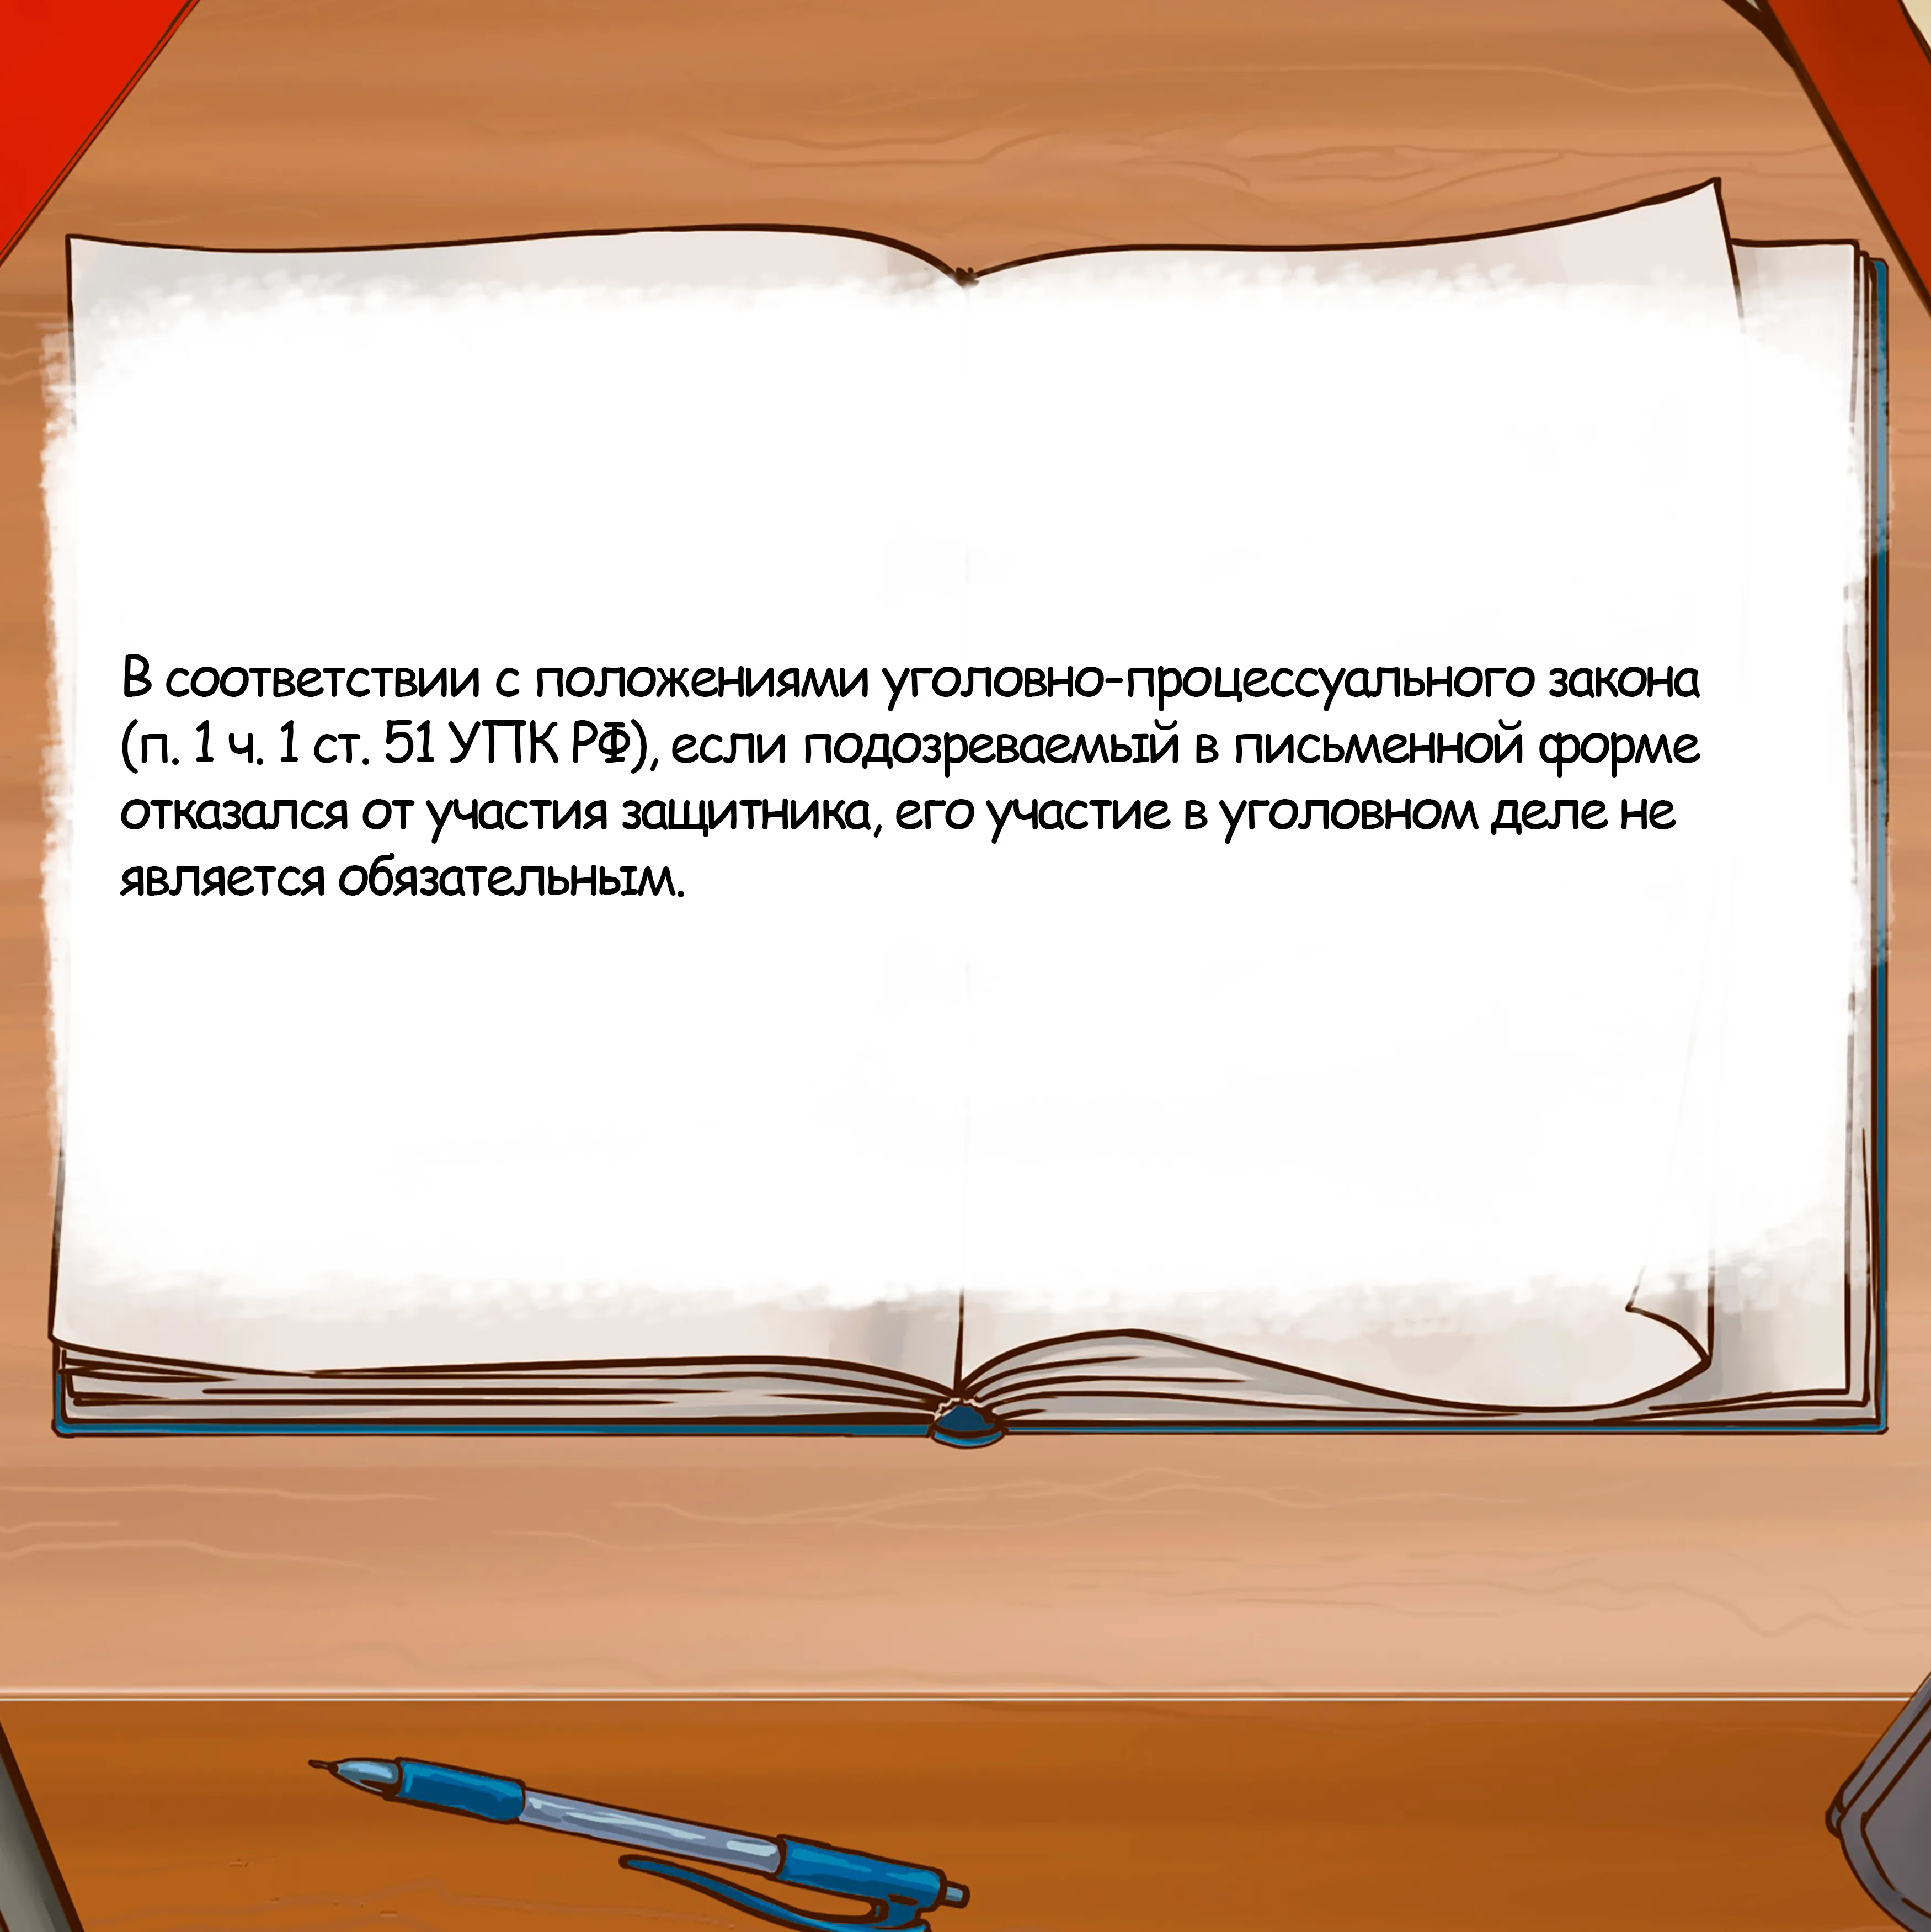 В соответствии с положениями уголовно-процессуального закона
(п. 1 ч. 1 ст. 51 УПК РФ), если подозреваемый в письменной форме
отказался от участия защитника, его участие в уголовном деле не
является обязательным.